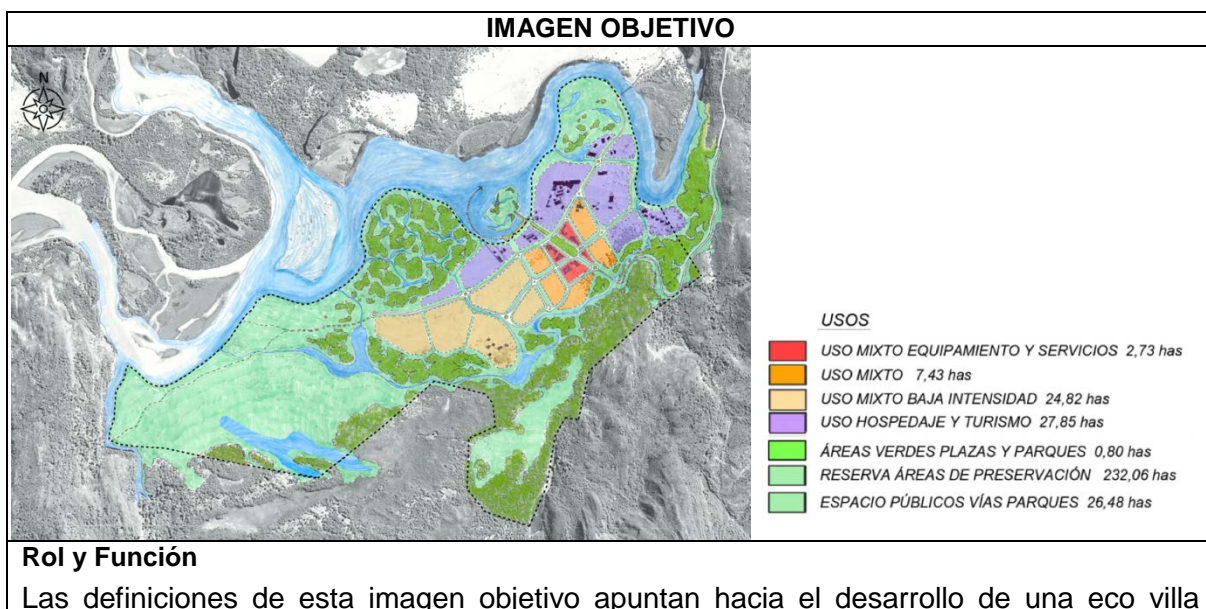 IMAGEN OBJETIVO
N
USOS
USO MIXTO EQUIPAMIENTO Y SERVICIOS 2,73 has
USO MIXTO 7,43 has
USO MIXTO BAJA INTENSIDAD 24,82 has
USO HOSPEDAJE Y TURISMO 27,85 has
ÁREAS VERDES PLAZAS Y PARQUES 0,80 has
RESERVA ÁREAS DE PRESERVACIÓN 232,06 has
ESPACIO PÚBLICOS VÍAS PARQUES 26,48 has
Rol y Función
Las definiciones de esta imagen objetivo apuntan hacia el desarrollo de una eco villa